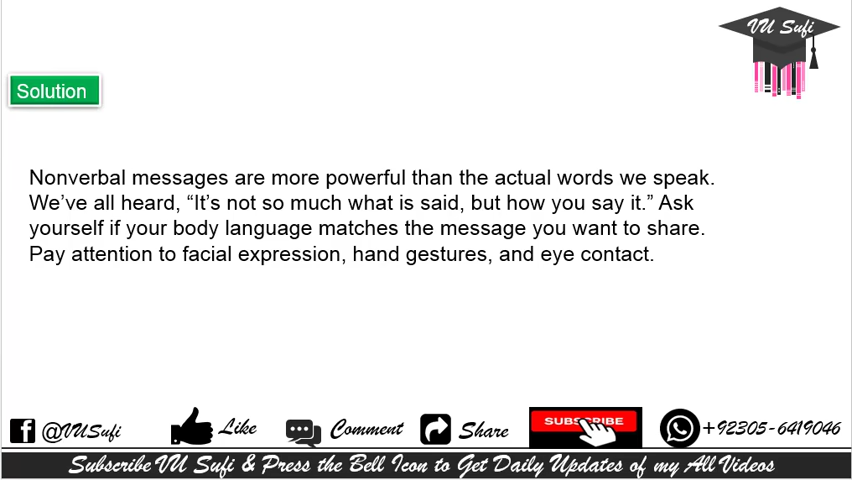 VU Sufi
Solution
Nonverbal messages are more powerful than the actual words we speak.
We’ve all heard, “It’s not so much what is said, but how you say it.” Ask
yourself if your body language matches the message you want to share.
Pay attention to facial expression, hand gestures, and eye contact.
@VUSufi Like Comment Share SUBSCRIBE +92305-6419046
Subscribe VU Sufi & Press the Bell Icon to Get Daily Updates of my All Videos